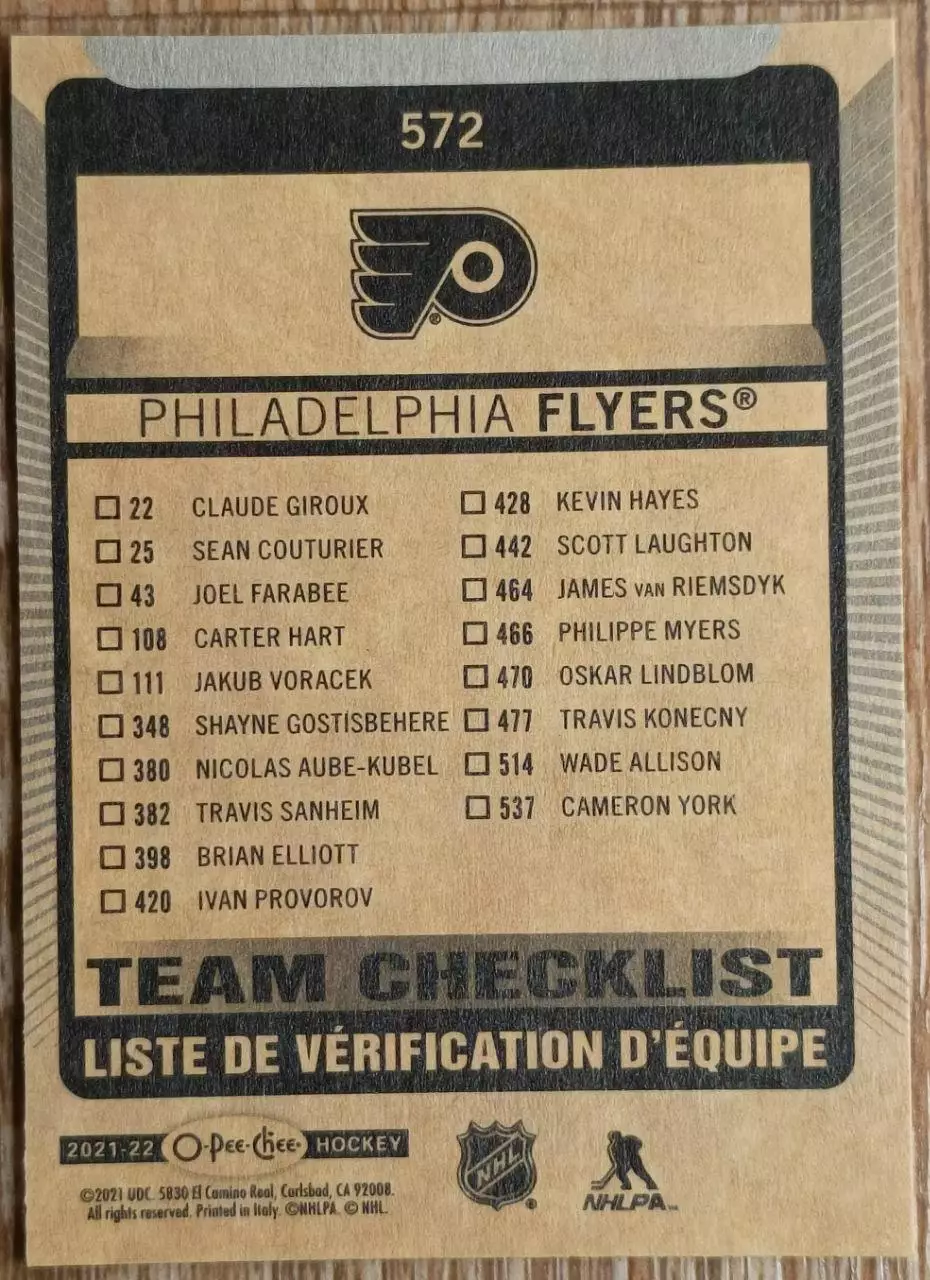 572
PHILADELPHIA FLYERS®
22 CLAUDE GIROUX
25 SEAN COUTURIER
43 JOEL FARABEE
108 CARTER HART
111 JAKUB VORACEK
348 SHAYNE GOSTISBEHERE
380 NICOLAS AUBE-KUBEL
382 TRAVIS SANHEIM
398 BRIAN ELLIOTT
420 IVAN PROVOROV
428 KEVIN HAYES
442 SCOTT LAUGHTON
464 JAMES VAN RIEMSDYK
466 PHILIPPE MYERS
470 OSKAR LINDBLOM
477 TRAVIS KONECNY
514 WADE ALLISON
537 CAMERON YORK
TEAM CHECKLIST
LISTE DE VÉRIFICATION D'ÉQUIPE
2021-22 O-Pee-Chee HOCKEY
©2021 UDC. 5830 El Camino Real, Carlsbad, CA 92008.
All rights reserved. Printed in Italy. ©NHLPA. © NHL.
NHL
NHLPA™